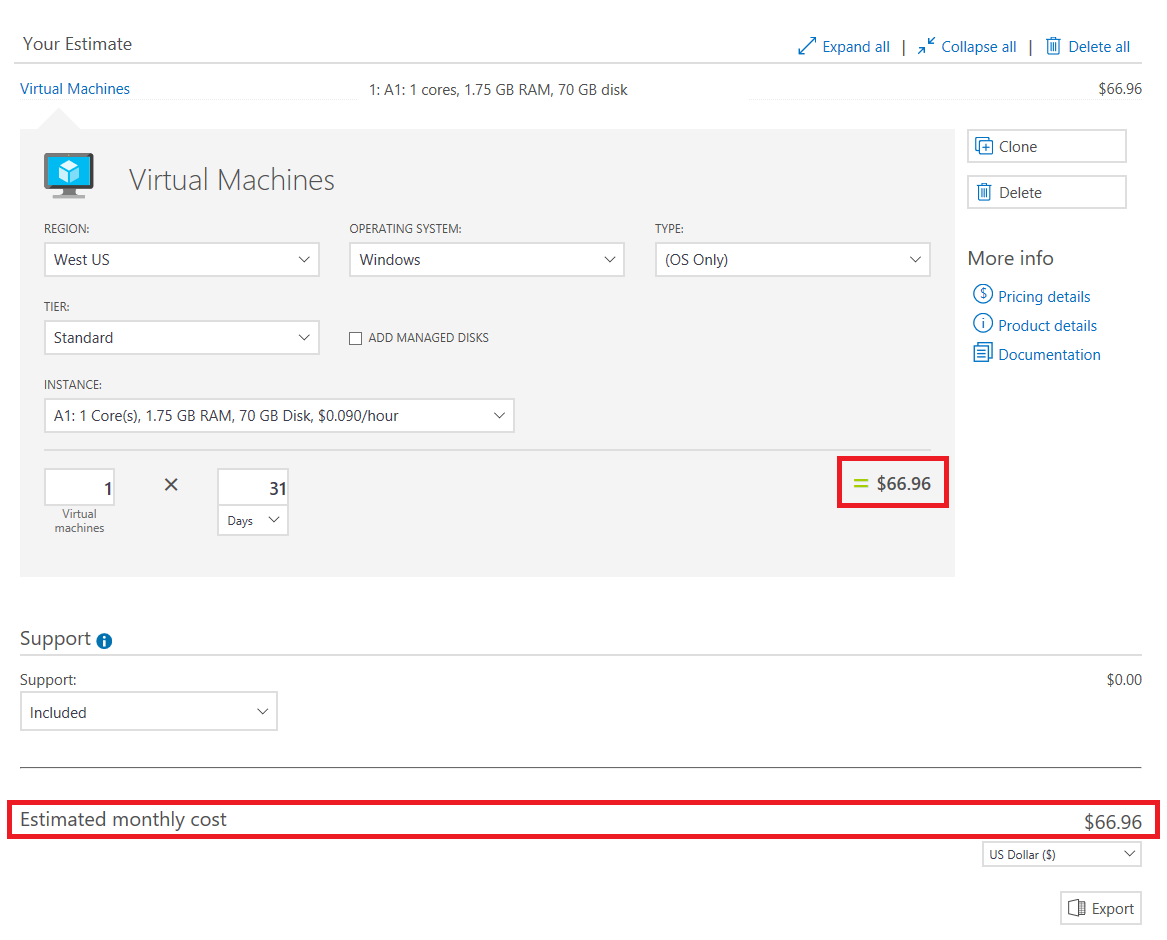 Your Estimate
Expand all | Collapse all | Delete all
Virtual Machines
1: A1: 1 cores, 1.75 GB RAM, 70 GB disk
$66.96
Virtual Machines
Clone
Delete
REGION:
OPERATING SYSTEM:
TYPE:
West US
Windows
(OS Only)
More info
Pricing details
Product details
Documentation
TIER:
Standard
ADD MANAGED DISKS
INSTANCE:
A1: 1 Core(s), 1.75 GB RAM, 70 GB Disk, $0.090/hour
1
Virtual
machines
×
31
Days
= $66.96
Support
Support:
$0.00
Included
Estimated monthly cost
$66.96
US Dollar ($)
Export